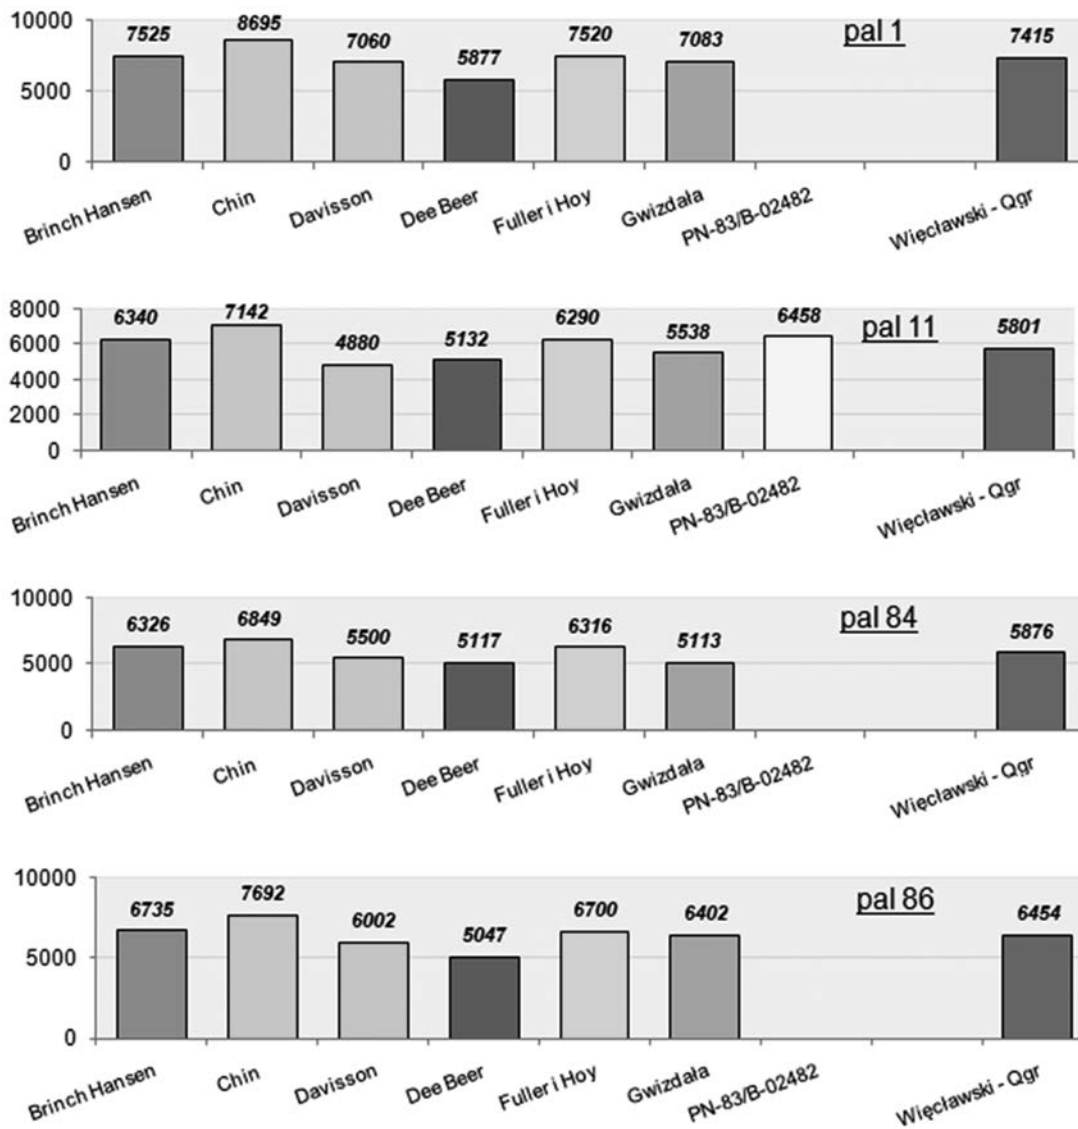 10000
7525 8695 7060 5877 7520 7083 pal 1 7415
5000
0
Brinch Hansen Chin Davisson Dee Beer Fuller i Hoy Gwizdała PN-83/B-02482 Więcławski - Qgr
8000
6340 7142 4880 5132 6290 5538 6458 pal 11 5801
6000
4000
2000
0
Brinch Hansen Chin Davisson Dee Beer Fuller i Hoy Gwizdała PN-83/B-02482 Więcławski - Qgr
10000
6326 6849 5500 5117 6316 5113 pal 84 5876
5000
0
Brinch Hansen Chin Davisson Dee Beer Fuller i Hoy Gwizdała PN-83/B-02482 Więcławski - Qgr
10000
6735 7692 6002 5047 6700 6402 pal 86 6454
5000
0
Brinch Hansen Chin Davisson Dee Beer Fuller i Hoy Gwizdała PN-83/B-02482 Więcławski - Qgr